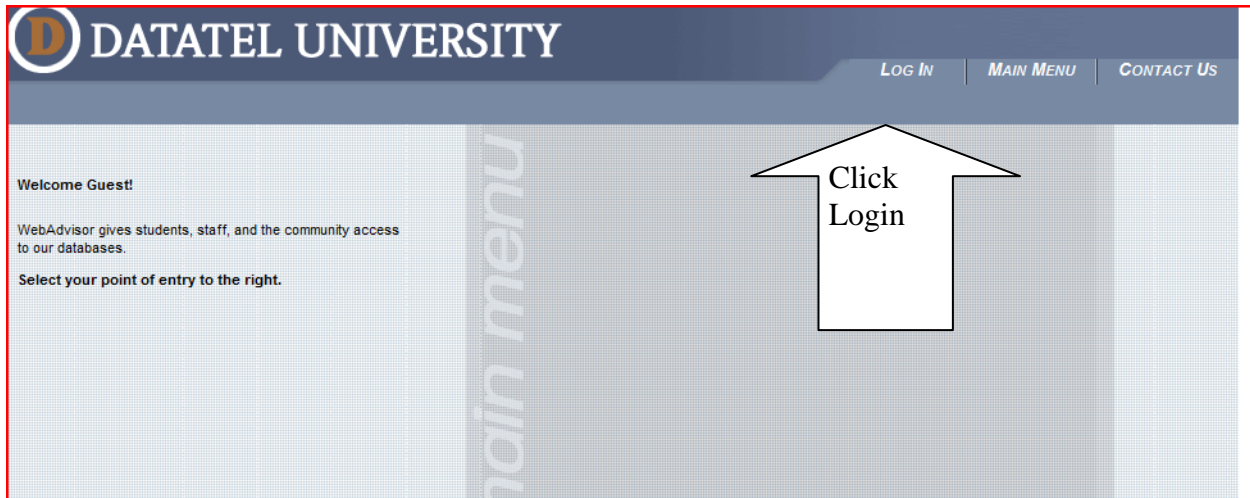 D DATATEL UNIVERSITY
LOG IN MAIN MENU CONTACT US
Welcome Guest!
WebAdvisor gives students, staff, and the community access
to our databases.
Select your point of entry to the right.
main menu
Click
Login